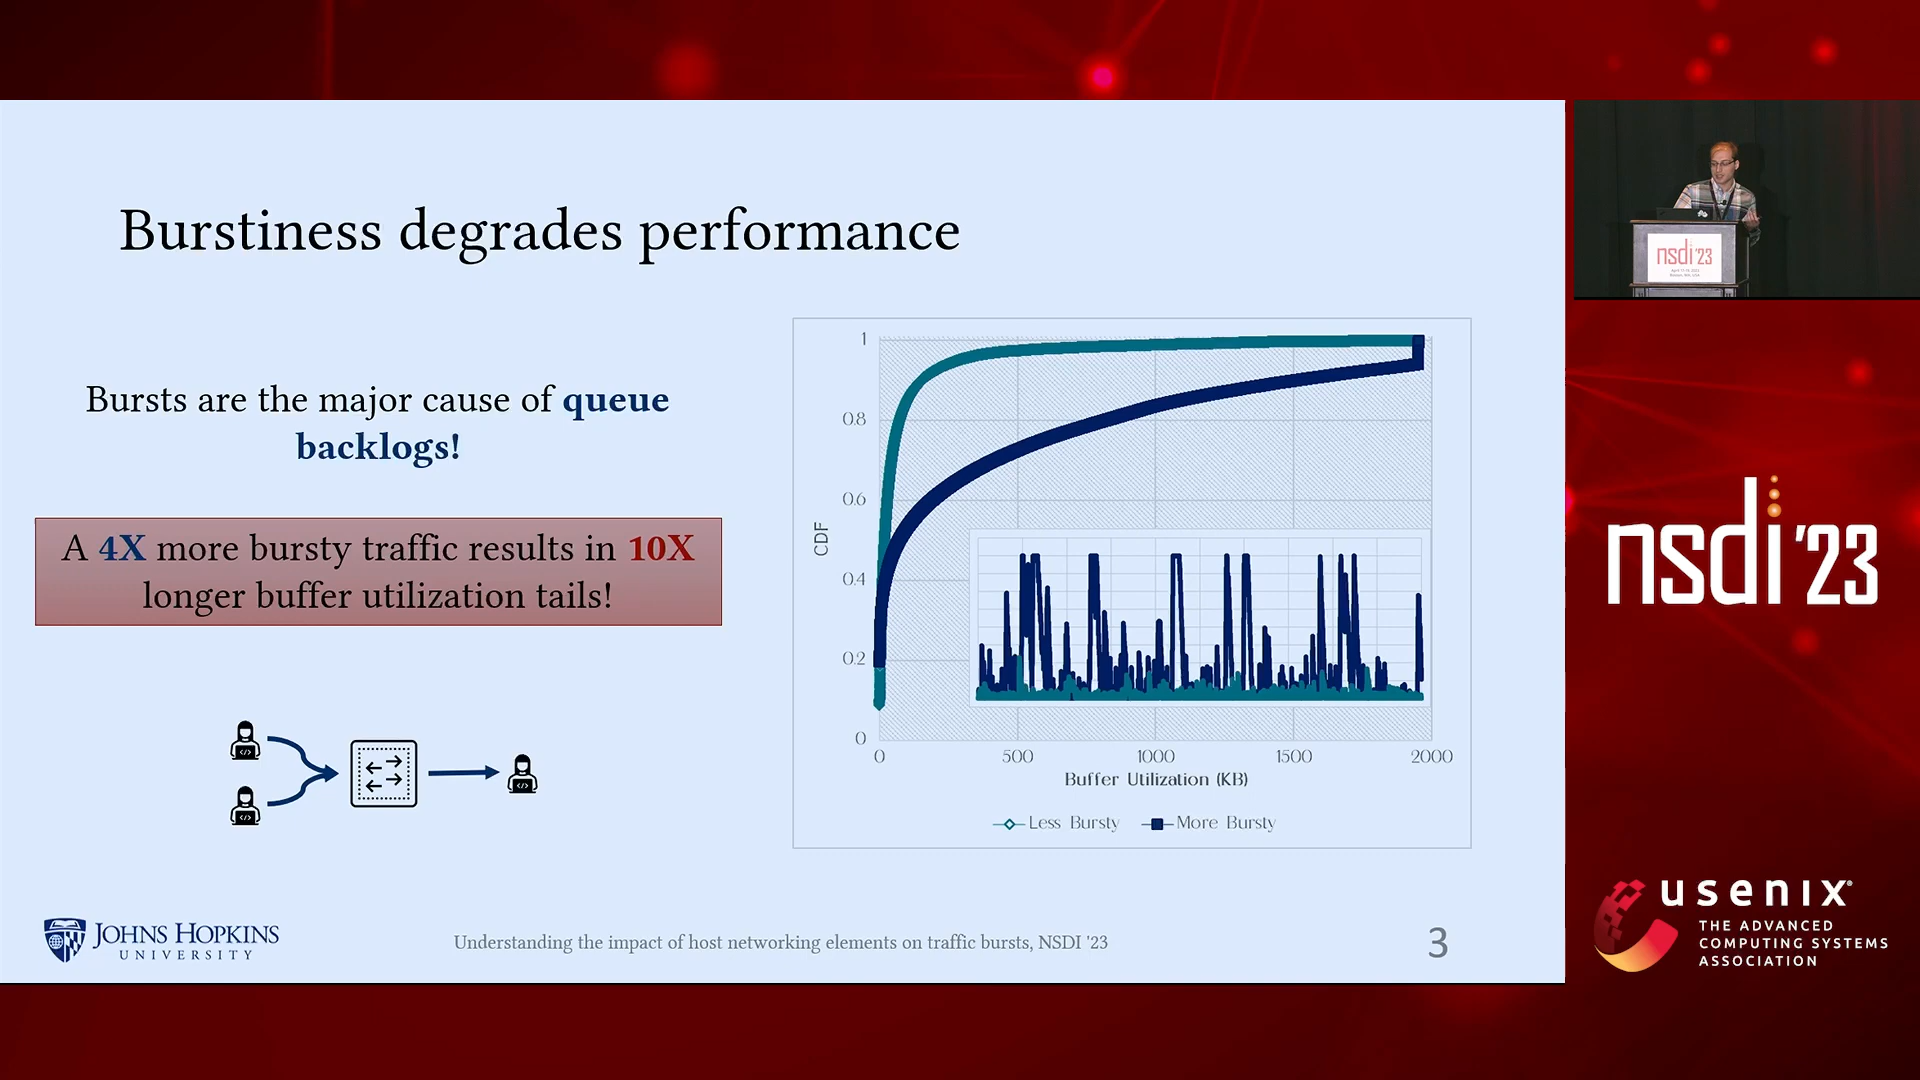 Burstiness degrades performance
Bursts are the major cause of queue
backlogs!
A 4X more bursty traffic results in 10X
longer buffer utilization tails!
1
0.8
0.6
0.4
0.2
0
CDF
0 500 1000 1500 2000
Buffer Utilization (KB)
Less Bursty More Bursty
JOHNS HOPKINS
UNIVERSITY
Understanding the impact of host networking elements on traffic bursts, NSDI '23
3
nsdi '23
nsdi '23
usenix®
THE ADVANCED
COMPUTING SYSTEMS
ASSOCIATION